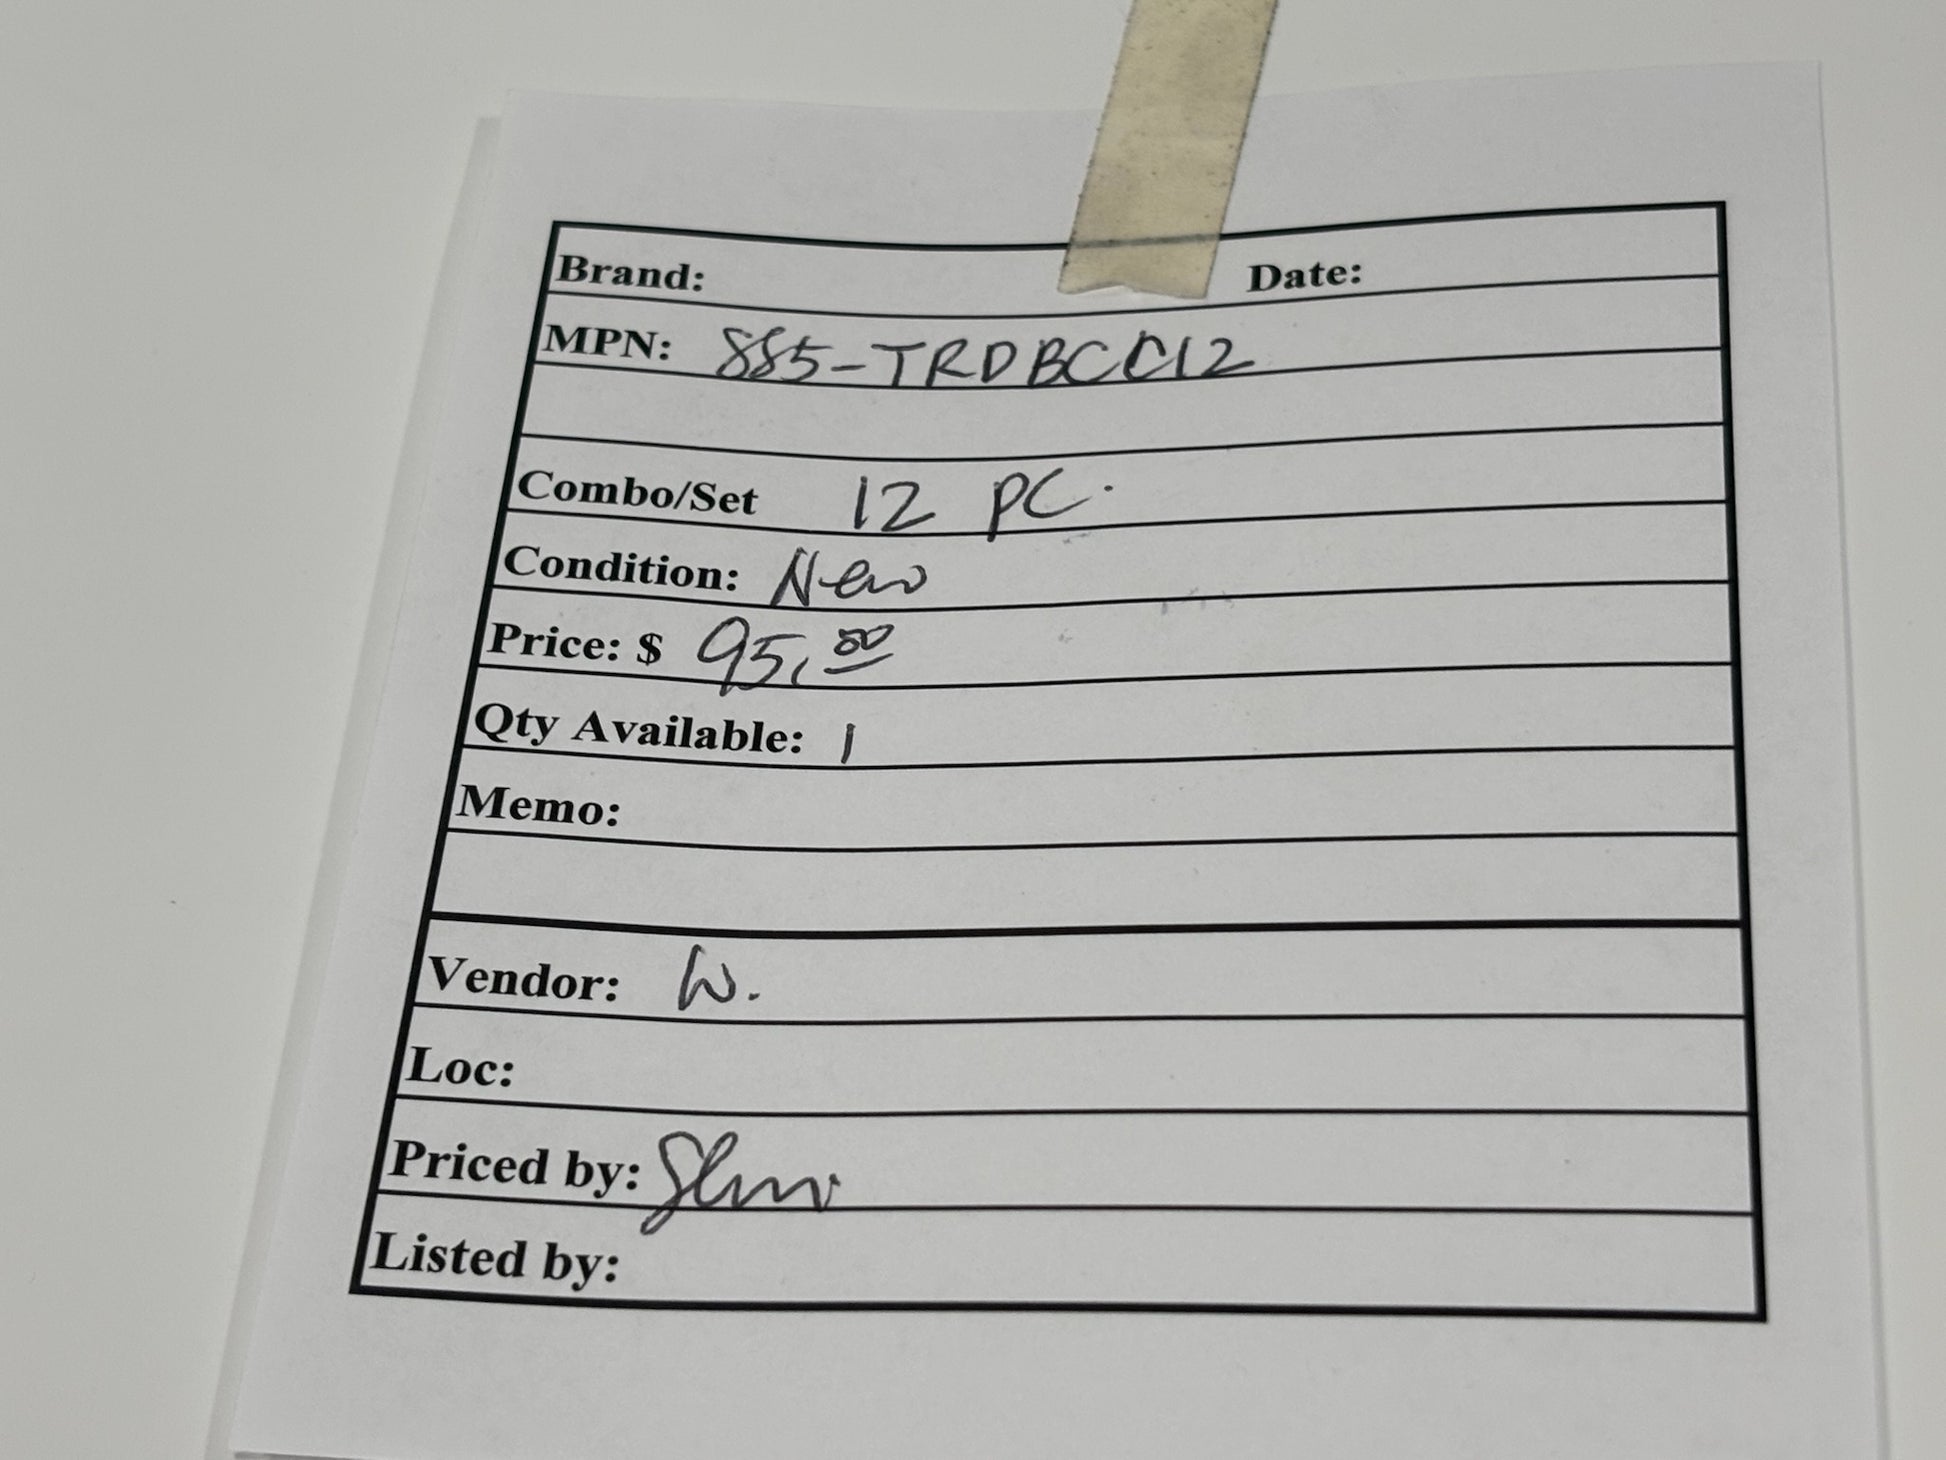 Brand: Date:
MPN: 885-TRDBCC12
Combo/Set 12 PC.
Condition: New
Price: $ 95.00
Qty Available: 1
Memo:
Vendor: W.
Loc:
Priced by:
Listed by: